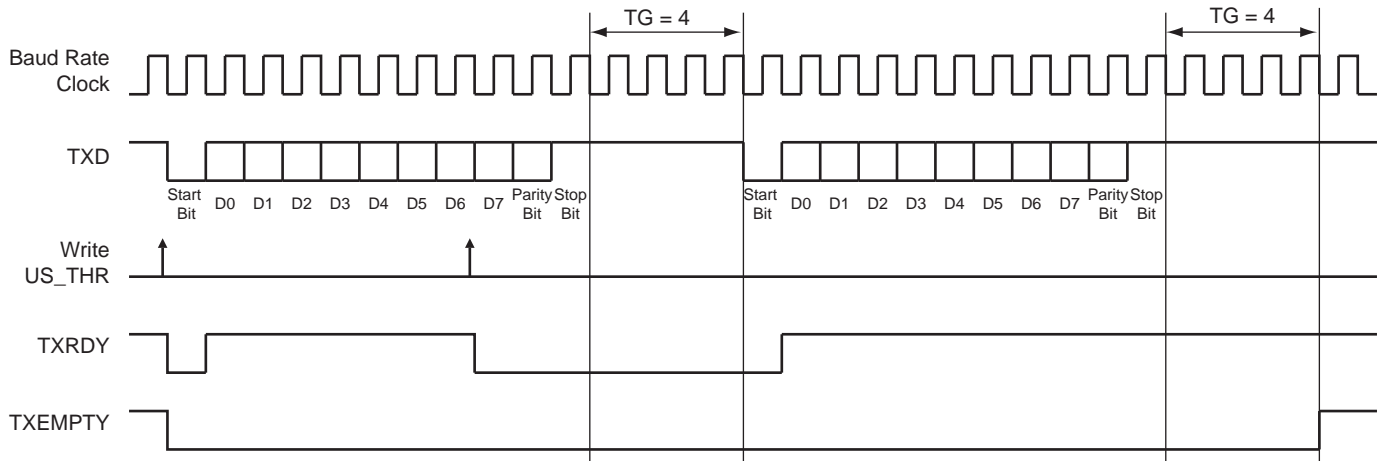 TG = 4
TG = 4
Baud Rate
Clock
TXD
Start
Bit
D0
D1
D2
D3
D4
D5
D6
D7
Parity
Bit
Stop
Bit
Start
Bit
D0
D1
D2
D3
D4
D5
D6
D7
Parity
Bit
Stop
Bit
Write
US_THR
TXRDY
TXEMPTY